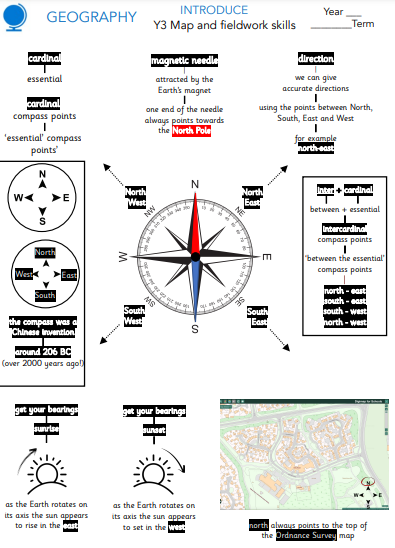 GEOGRAPHY
INTRODUCE
Y3 Map and fieldwork skills
Year ___
________Term
cardinal
essential
cardinal
compass points
‘essential’ compass
points’
magnetic needle
attracted by the
Earth’s magnet
one end of the needle
always points towards
the North Pole
direction
we can give
accurate directions
using the points between North,
South, East and West
for example
north-east
N
W E
S
North
West East
South
the compass was a
Chinese invention
around 206 BC
(over 2000 years ago!)
North
West
North
East
South
West
South
East
N
NW
NE
W
E
SW
SE
S
inter + cardinal
between + essential
intercardinal
compass points
‘between the essential’
compass points
north - east
south - east
south - west
north - west
get your bearings
sunrise
as the Earth rotates on
its axis the sun appears
to rise in the east
get your bearings
sunset
as the Earth rotates on
its axis the sun appears
to set in the west
N
W E
S
north always points to the top of
the Ordnance Survey map